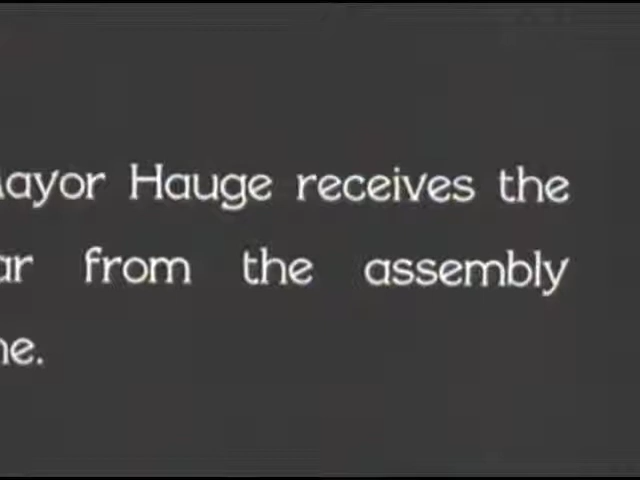 ayor Hauge receives the
ar from the assembly
ne.